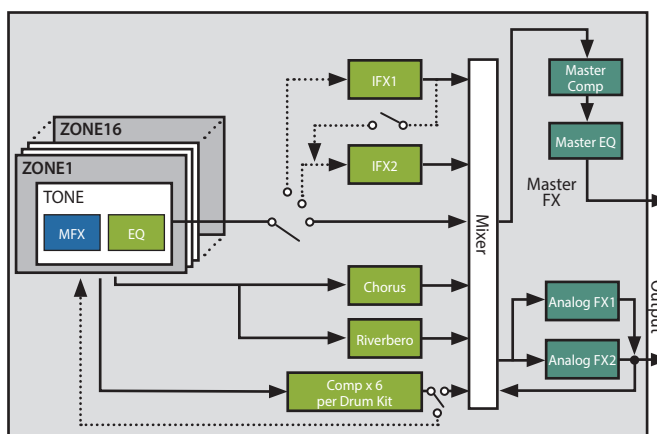 ZONE16
ZONE1
TONE
MFX
EQ
IFX1
IFX2
Chorus
Riverbero
Comp x 6
per Drum Kit
Mixer
Master
Comp
Master EQ
Master
FX
Analog FX1
Analog FX2
Output